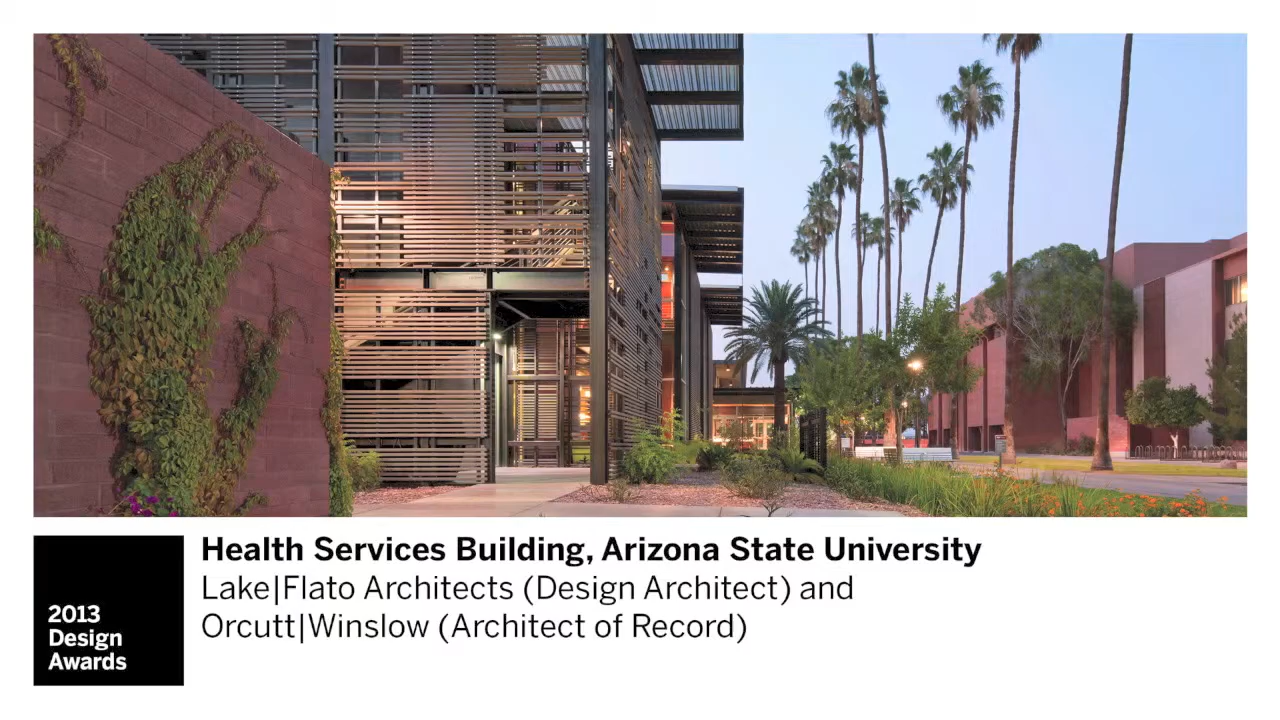 Health Services Building, Arizona State University
Lake|Flato Architects (Design Architect) and
Orcutt|Winslow (Architect of Record)
2013
Design
Awards